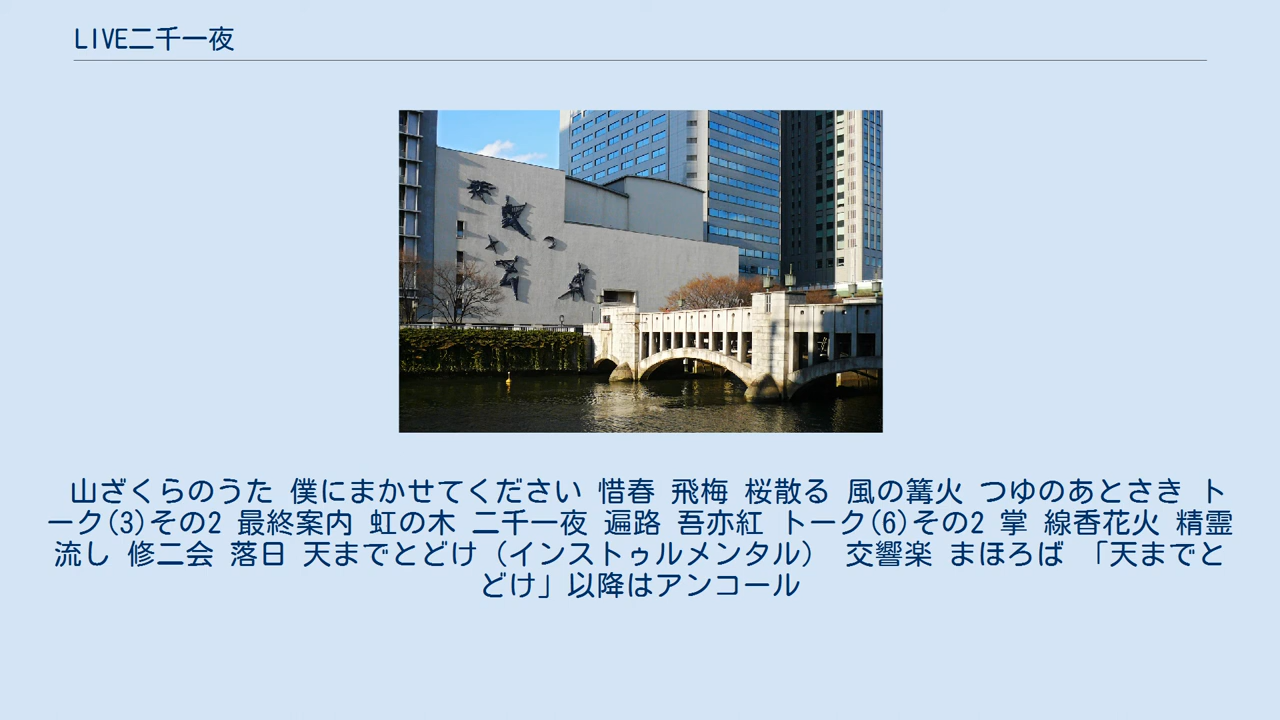 LIVE二千一夜
山ざくらのうた 僕にまかせてください 惜春 飛梅 桜散る 風の篝火 つゆのあとさき ト
ーク(3)その2 最終案内 虹の木 二千一夜 遍路 吾亦紅 トーク(6)その2 掌 線香花火 精霊
流し 修二会 落日 天までとどけ（インストゥルメンタル） 交響楽 まほろば 「天までと
どけ」以降はアンコール